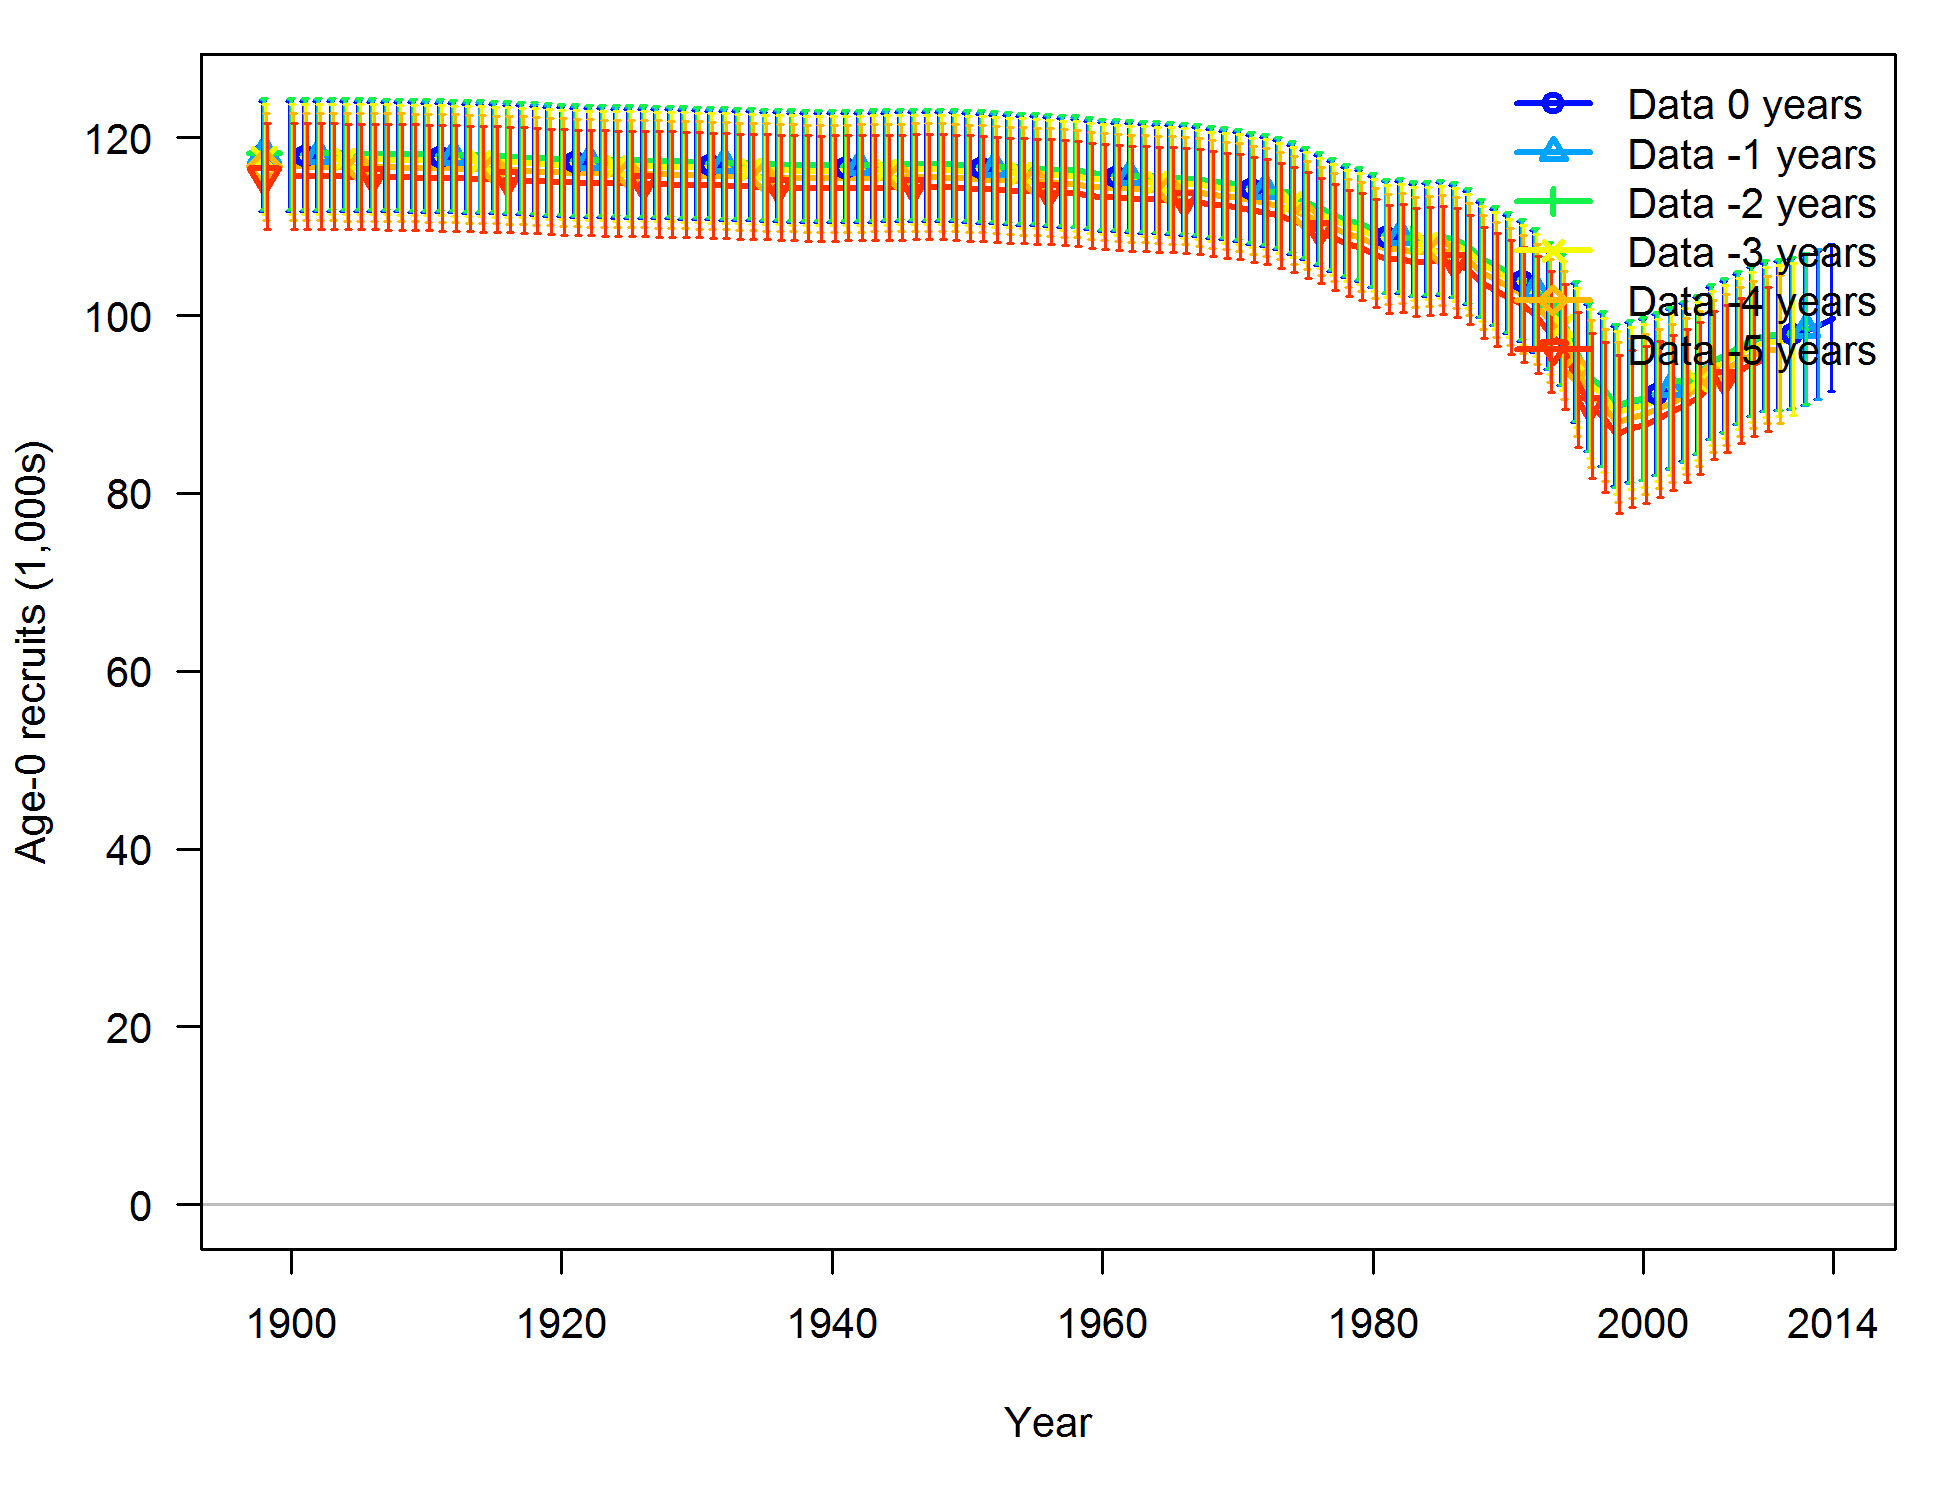 Data 0 years
Data -1 years
Data -2 years
Data -3 years
Data -4 years
Data -5 years
120
100
80
60
40
20
0
Age-0 recruits (1,000s)
1900
1920
1940
1960
1980
2000
2014
Year